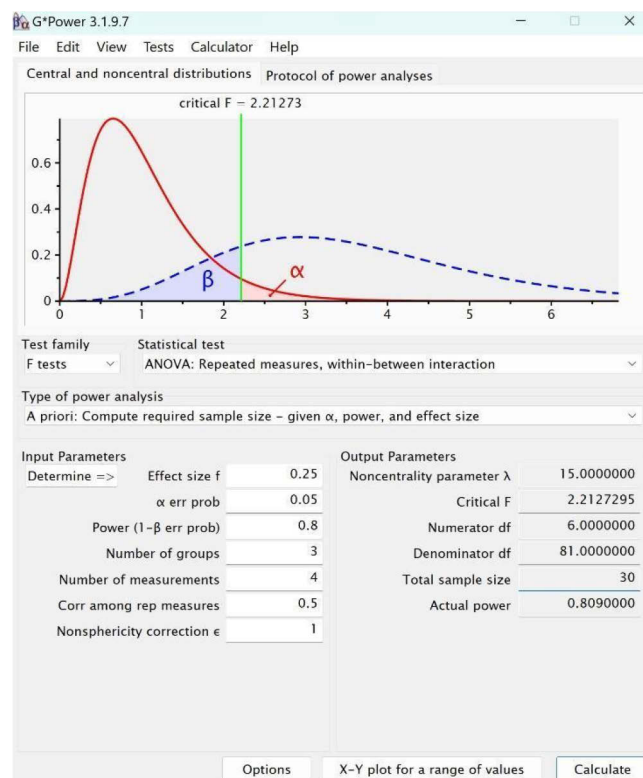 βα G*Power 3.1.9.7
File Edit View Tests Calculator Help
Central and noncentral distributions Protocol of power analyses
critical F = 2.21273
0.6
0.4
0.2
0
β
α
0 1 2 3 4 5 6
Test family Statistical test
F tests ANOVA: Repeated measures, within-between interaction
Type of power analysis
A priori: Compute required sample size - given α, power, and effect size
Input Parameters Output Parameters
Determine => Effect size f 0.25 Noncentrality parameter λ 15.0000000
α err prob 0.05 Critical F 2.2127295
Power (1-β err prob) 0.8 Numerator df 6.0000000
Number of groups 3 Denominator df 81.0000000
Number of measurements 4 Total sample size 30
Corr among rep measures 0.5 Actual power 0.8090000
Nonsphericity correction ϵ 1
Options X-Y plot for a range of values Calculate